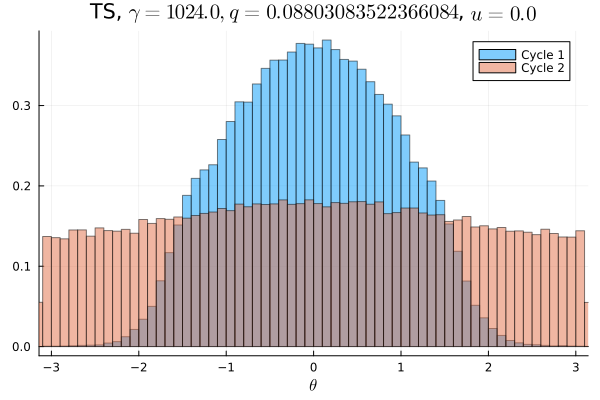 TS, γ = 1024.0, q = 0.08803083522366084, u = 0.0
Cycle 1
Cycle 2
0.3
0.2
0.1
0.0
−3 −2 −1 0 1 2 3
θ